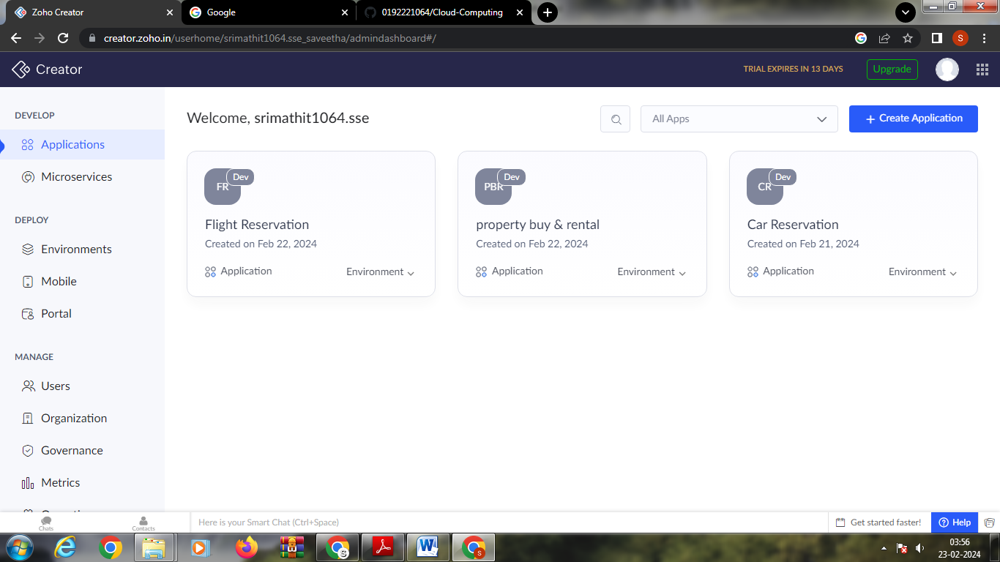 Zoho Creator
Google
0192221064/Cloud-Computing
creator.zoho.in/userhome/srimathit1064.sse_saveetha/admindashboard#/
S
Creator
TRIAL EXPIRES IN 13 DAYS
Upgrade
DEVELOP
Applications
Microservices
DEPLOY
Environments
Mobile
Portal
MANAGE
Users
Organization
Governance
Metrics
Welcome, srimathit1064.sse
All Apps
+ Create Application
FR
Dev
Flight Reservation
Created on Feb 22, 2024
Application
Environment
PBR
Dev
property buy & rental
Created on Feb 22, 2024
Application
Environment
CR
Dev
Car Reservation
Created on Feb 21, 2024
Application
Environment
Chats
Contacts
Here is your Smart Chat (Ctrl+Space)
Get started faster!
Help
S
S
03:56
23-02-2024